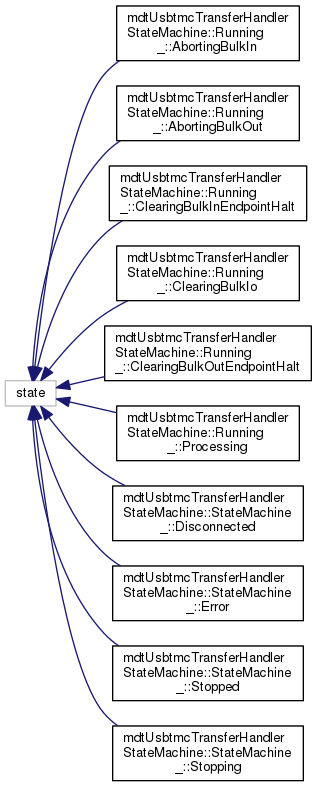 mdtUsbtmcTransferHandler
StateMachine::Running
_::AbortingBulkIn
mdtUsbtmcTransferHandler
StateMachine::Running
_::AbortingBulkOut
mdtUsbtmcTransferHandler
StateMachine::Running
_::ClearingBulkInEndpointHalt
mdtUsbtmcTransferHandler
StateMachine::Running
_::ClearingBulkIo
mdtUsbtmcTransferHandler
StateMachine::Running
_::ClearingBulkOutEndpointHalt
state
mdtUsbtmcTransferHandler
StateMachine::Running
_::Processing
mdtUsbtmcTransferHandler
StateMachine::StateMachine
_::Disconnected
mdtUsbtmcTransferHandler
StateMachine::StateMachine
_::Error
mdtUsbtmcTransferHandler
StateMachine::StateMachine
_::Stopped
mdtUsbtmcTransferHandler
StateMachine::StateMachine
_::Stopping